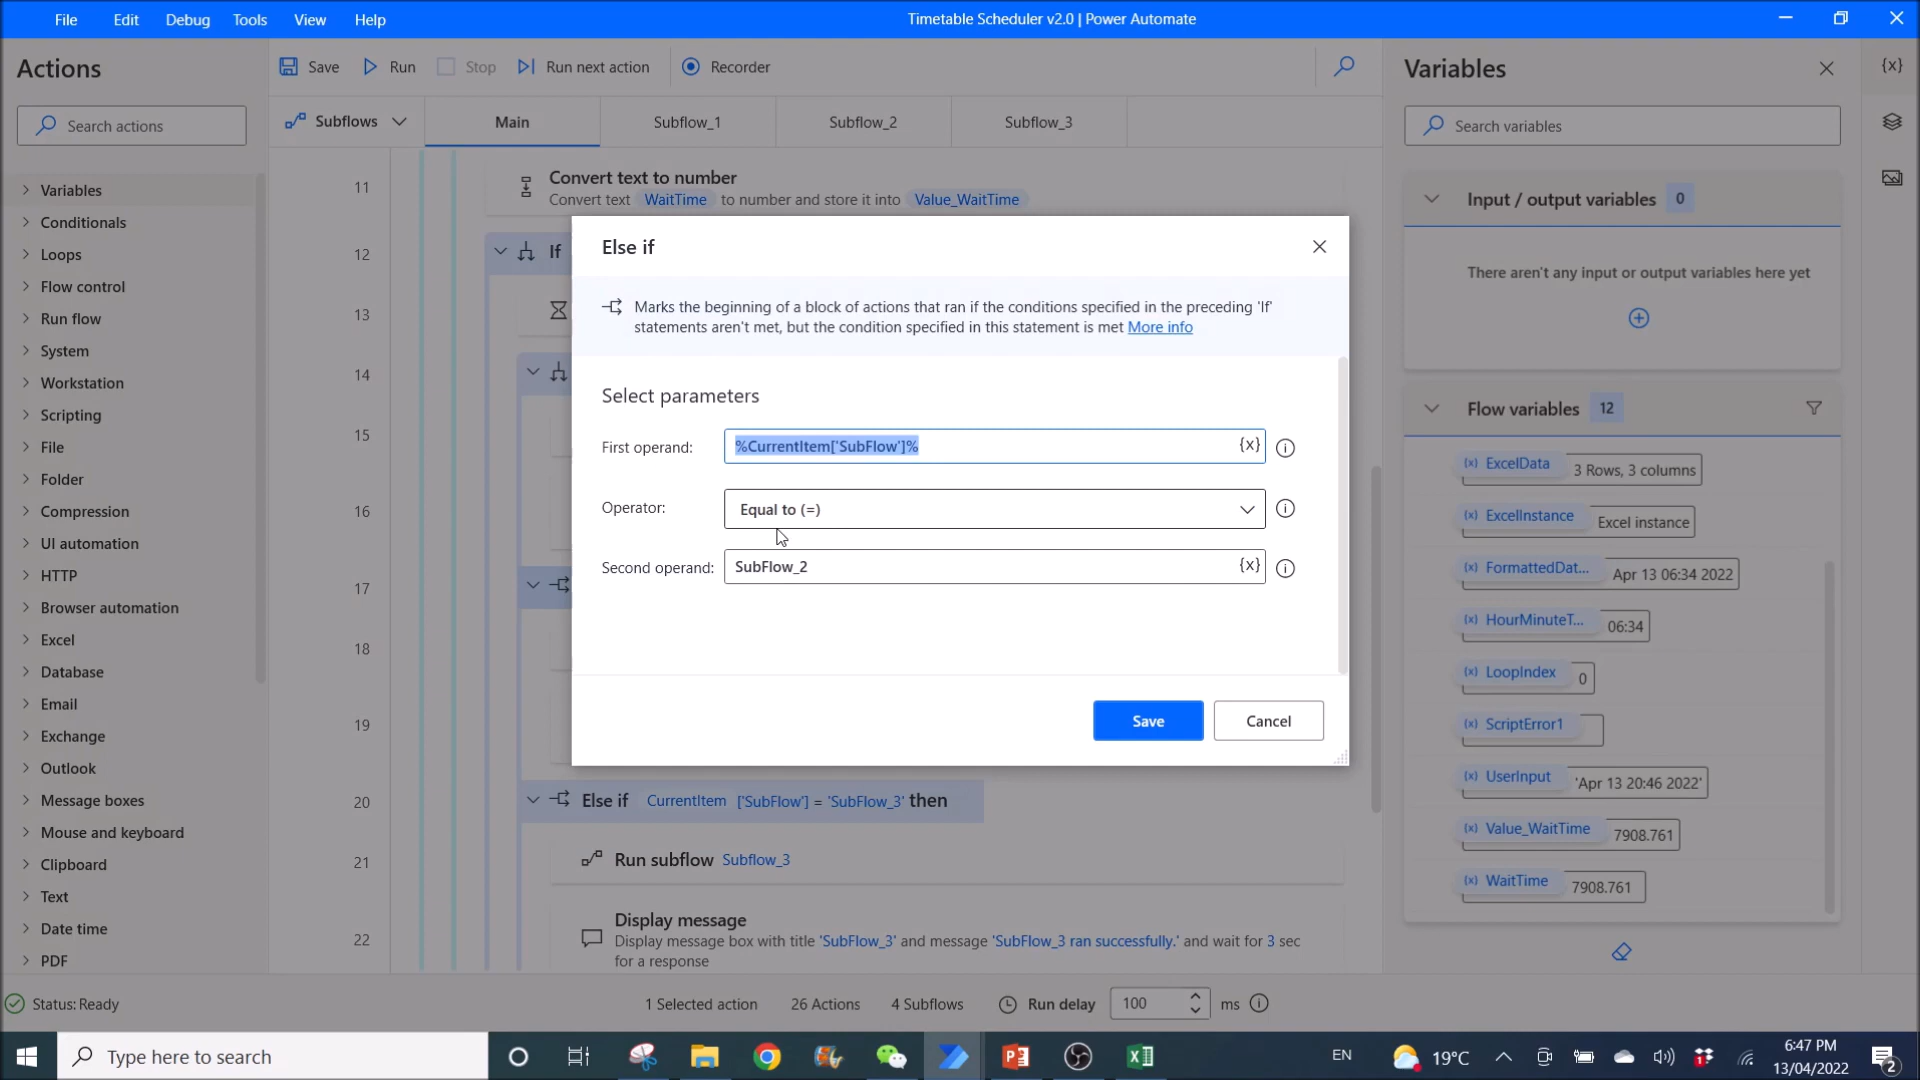 File Edit Debug Tools View Help
Timetable Scheduler v2.0 | Power Automate
Actions
Search actions
Variables
Conditionals
Loops
Flow control
Run flow
System
Workstation
Scripting
File
Folder
Compression
UI automation
HTTP
Browser automation
Excel
Database
Email
Exchange
Outlook
Message boxes
Mouse and keyboard
Clipboard
Text
Date time
PDF
Save Run Stop Run next action Recorder
Subflows Main Subflow_1 Subflow_2 Subflow_3
11 Convert text to number
Convert text WaitTime to number and store it into Value_WaitTime
12 If
13
14
15
16
17
18
19
20 Else if CurrentItem ['SubFlow'] = 'SubFlow_3' then
21 Run subflow Subflow_3
22 Display message
Display message box with title 'SubFlow_3' and message 'SubFlow_3 ran successfully.' and wait for 3 sec
for a response
Else if
Marks the beginning of a block of actions that ran if the conditions specified in the preceding 'If'
statements aren't met, but the condition specified in this statement is met More info
Select parameters
First operand: %CurrentItem['SubFlow']% {x}
Operator: Equal to (=)
Second operand: SubFlow_2 {x}
Save Cancel
Variables {x}
Search variables
Input / output variables 0
There aren't any input or output variables here yet
Flow variables 12
(x) ExcelData 3 Rows, 3 columns
(x) ExcelInstance Excel instance
(x) FormattedDat... Apr 13 06:34 2022
(x) HourMinuteT... 06:34
(x) LoopIndex 0
(x) ScriptError1
(x) UserInput 'Apr 13 20:46 2022'
(x) Value_WaitTime 7908.761
(x) WaitTime 7908.761
Status: Ready
1 Selected action 26 Actions 4 Subflows Run delay 100 ms
Type here to search
EN 19°C 1 6:47 PM
13/04/2022 2